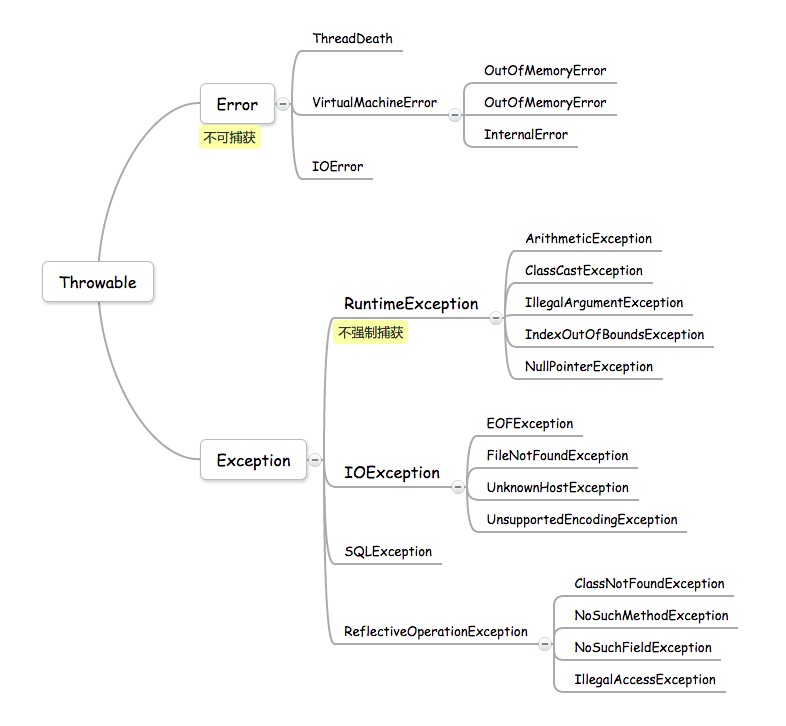 Throwable
Error
不可捕获
ThreadDeath
VirtualMachineError
OutOfMemoryError
OutOfMemoryError
InternalError
IOError
Exception
RuntimeException
不强制捕获
ArithmeticException
ClassCastException
IllegalArgumentException
IndexOutOfBoundsException
NullPointerException
IOException
EOFException
FileNotFoundException
UnknownHostException
UnsupportedEncodingException
SQLException
ReflectiveOperationException
ClassNotFoundException
NoSuchMethodException
NoSuchFieldException
IllegalAccessException